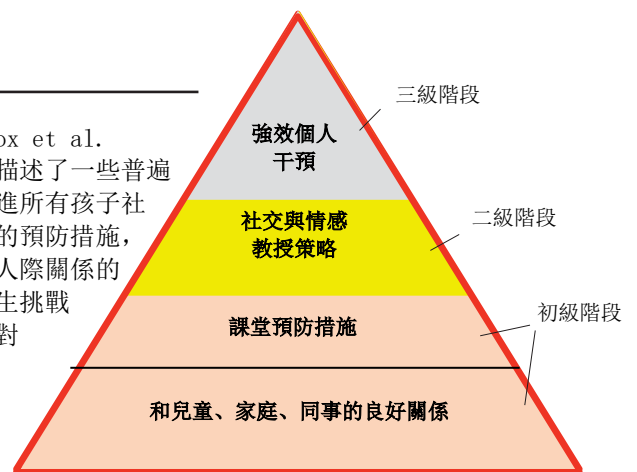 ox et al.
描述了一些普遍
進所有孩子社
的預防措施,
人際關係的
生挑戰
對
三級階段
強效個人
干預
二級階段
社交與情感
教授策略
初級階段
課堂預防措施
和兒童、家庭、同事的良好關係